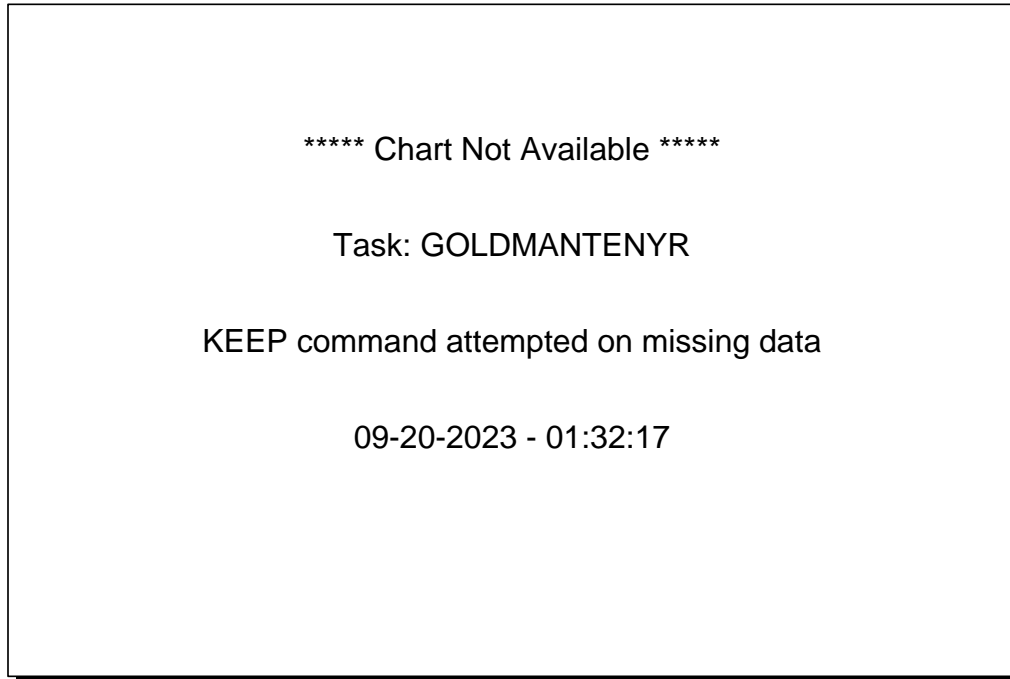 ***** Chart Not Available *****
Task: GOLDMANTENYR
KEEP command attempted on missing data
09-20-2023 - 01:32:17